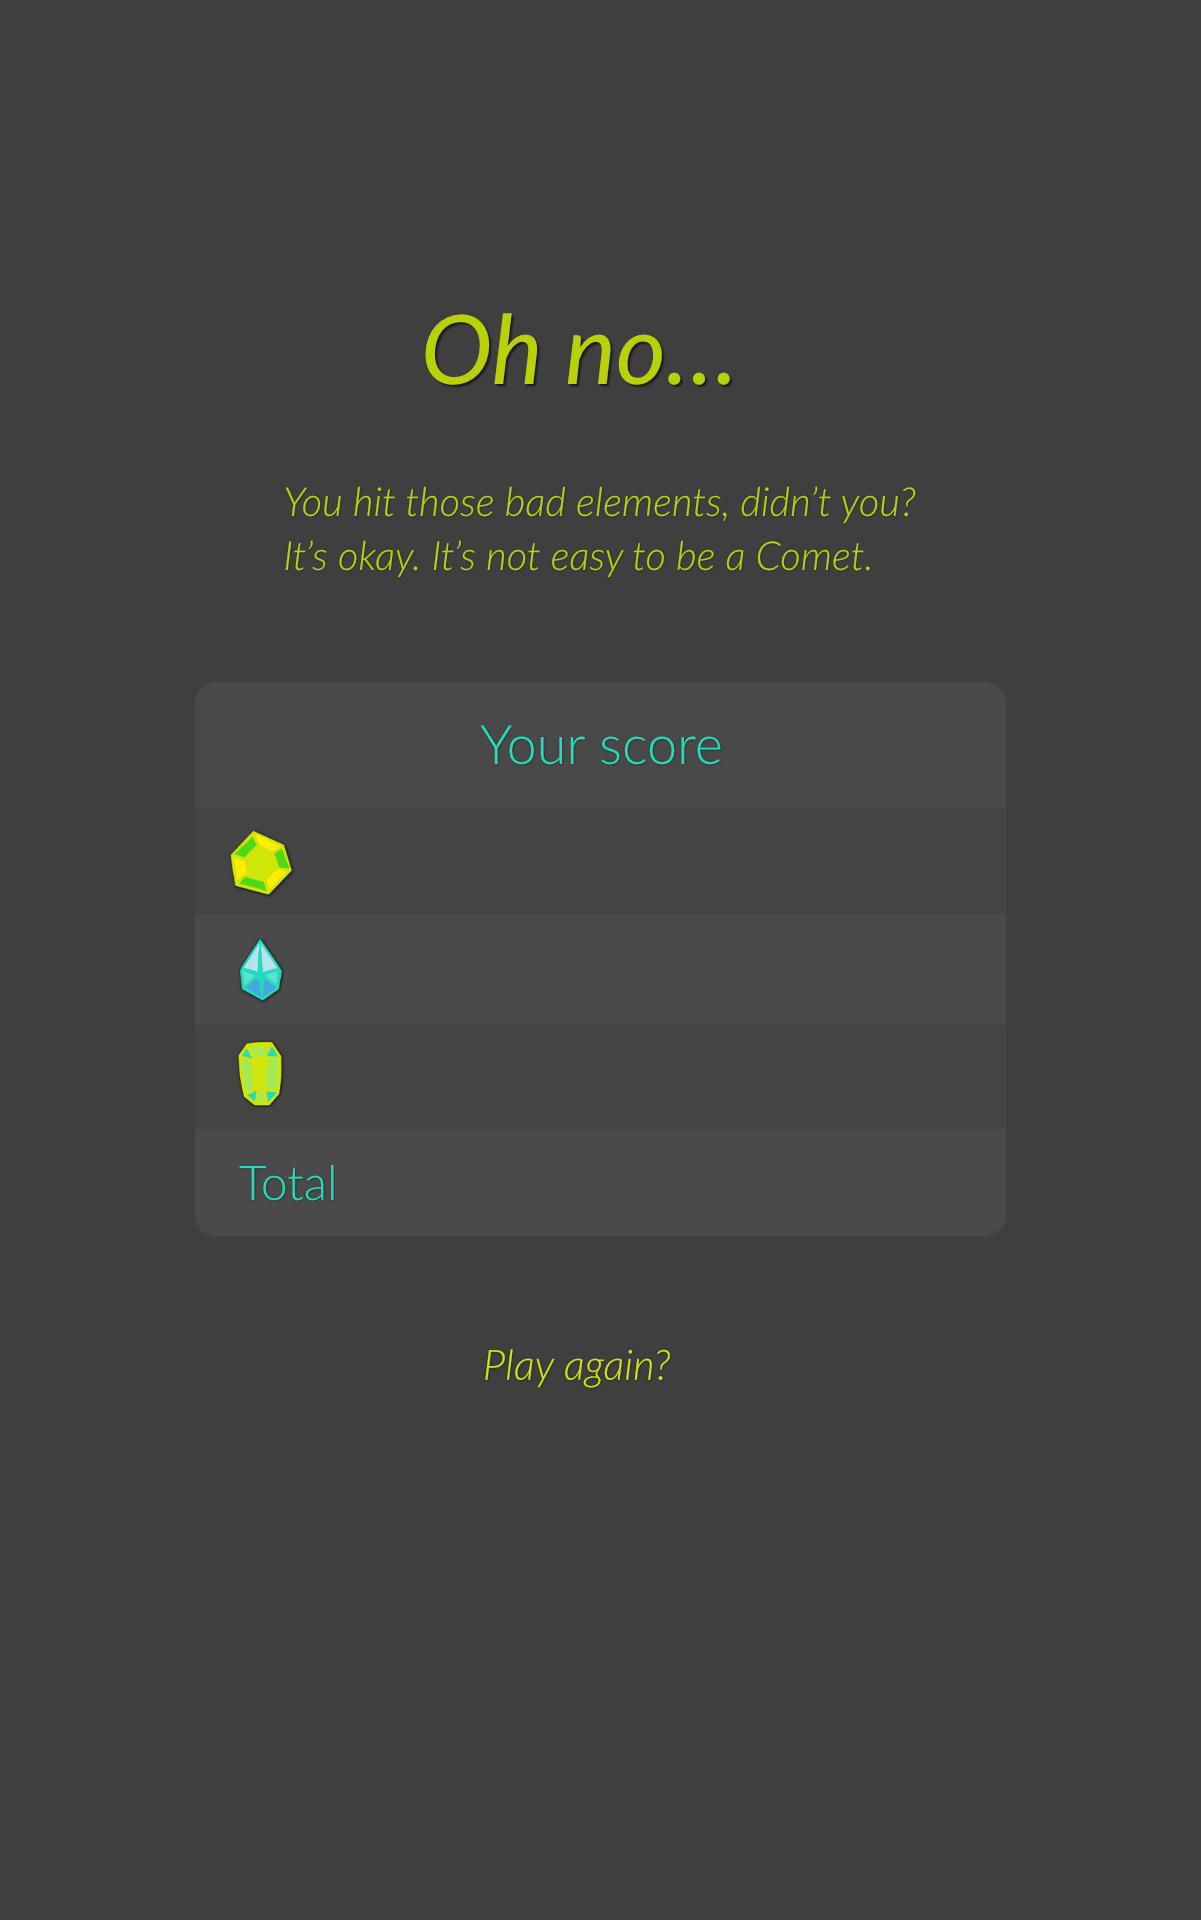 Oh no...
You hit those bad elements, didn’t you?
It’s okay. It’s not easy to be a Comet.
Your score
Total
Play again?